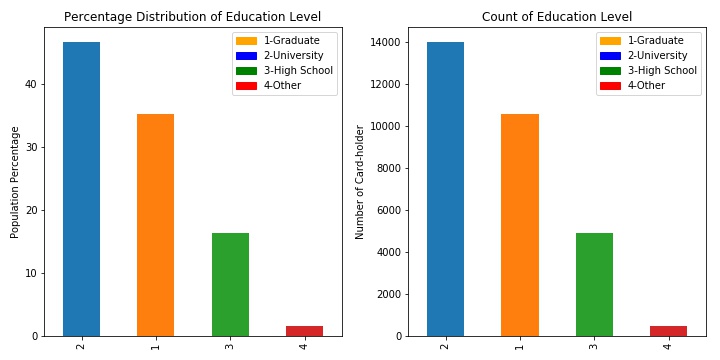 Percentage Distribution of Education Level
Population Percentage
40
30
20
10
0
2
1
3
4
1-Graduate
2-University
3-High School
4-Other
Count of Education Level
Number of Card-holder
14000
12000
10000
8000
6000
4000
2000
0
2
1
3
4
1-Graduate
2-University
3-High School
4-Other